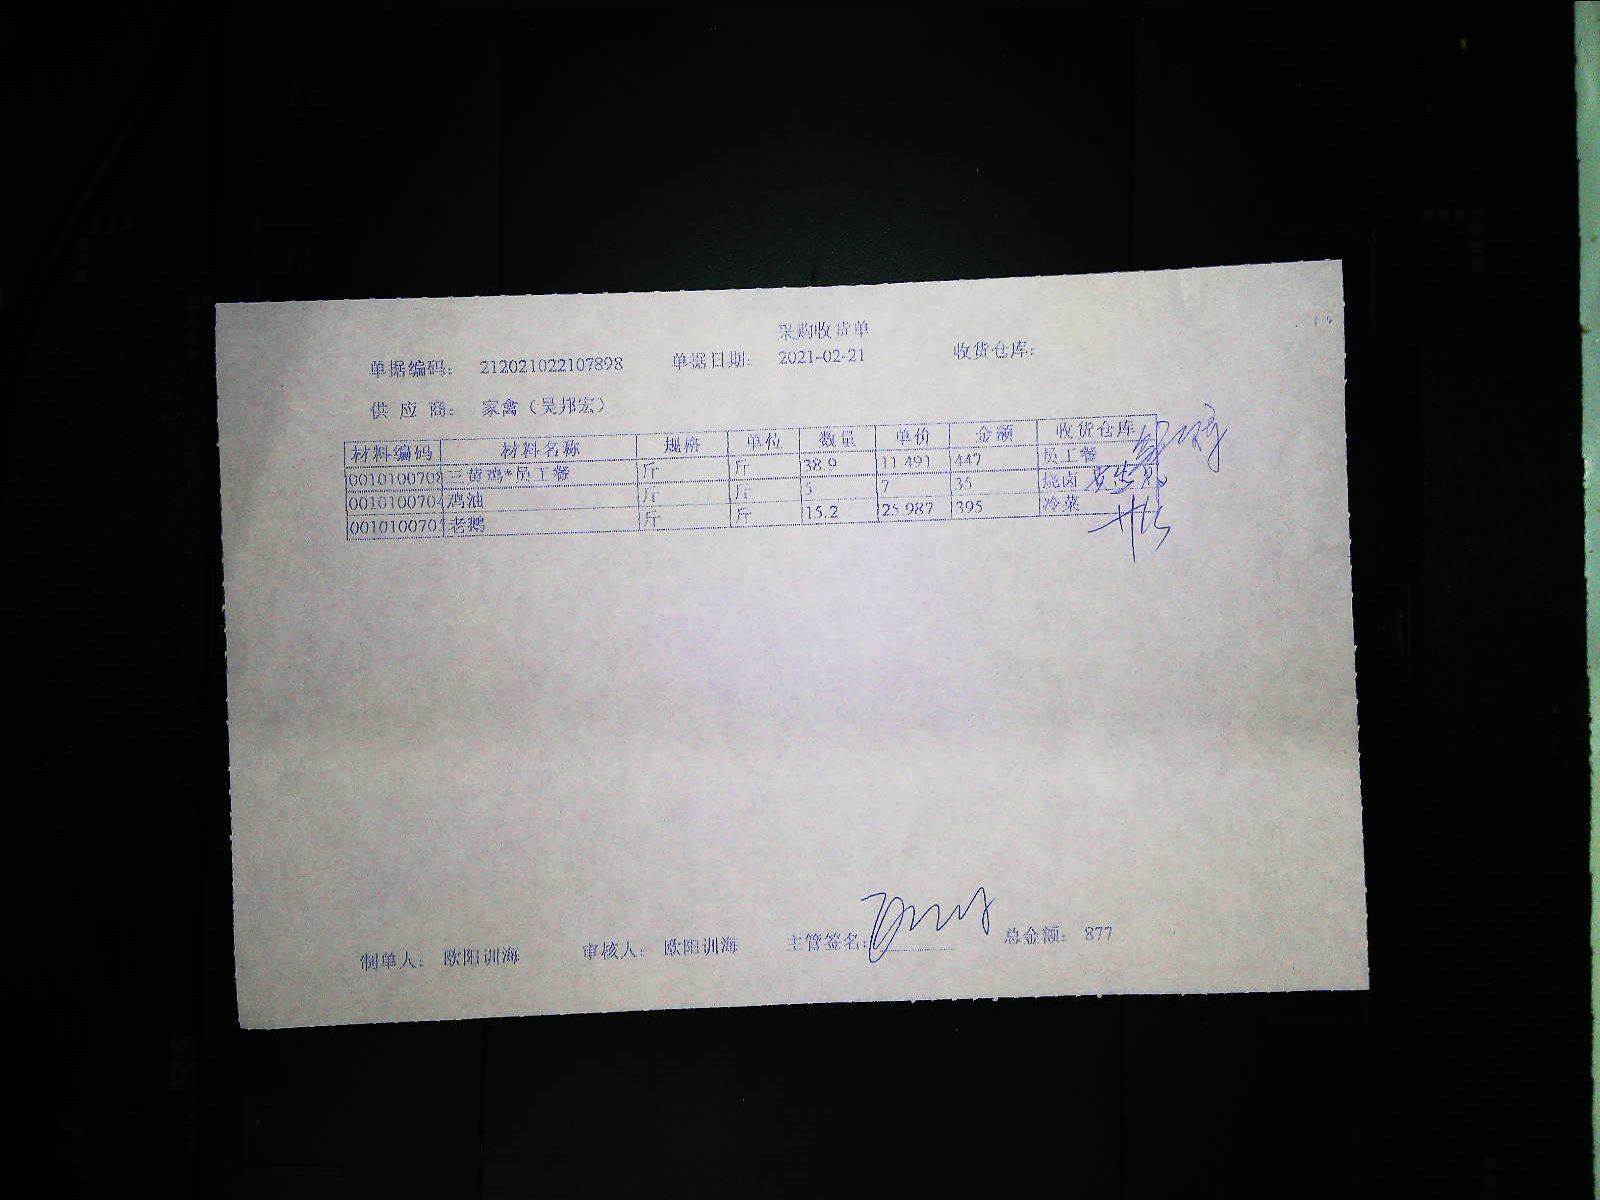 采购收货单
单据编码: 212021022107898 单据日期: 2021-02-21 收货仓库:
供 应 商: 家禽（吴邦宏）
材料编码 材料名称 规格 单位 数量 单价 金额 收货仓库
0010100708 三黄鸡*员工餐 斤 斤 38.9 11.491 447 员工餐
001010070 鸡油 斤 斤 5 7 35 烧卤
001010070 老鹅 斤 斤 15.2 25.987 395 冷菜
制单人: 欧阳训海 审核人: 欧阳训海 主管签名: 总金额: 877